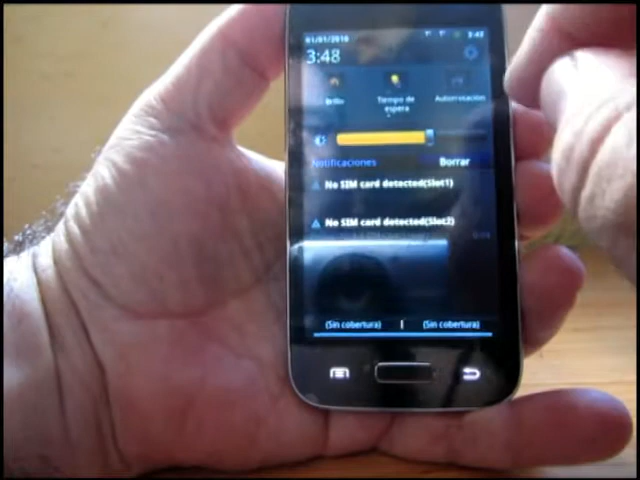 01/01/2010 3:48
3:48
Brillo
Tiempo de espera
Autorrotación
Notificaciones Borrar
No SIM card detected(Slot1)
No SIM card detected(Slot2)
(Sin cobertura) | (Sin cobertura)